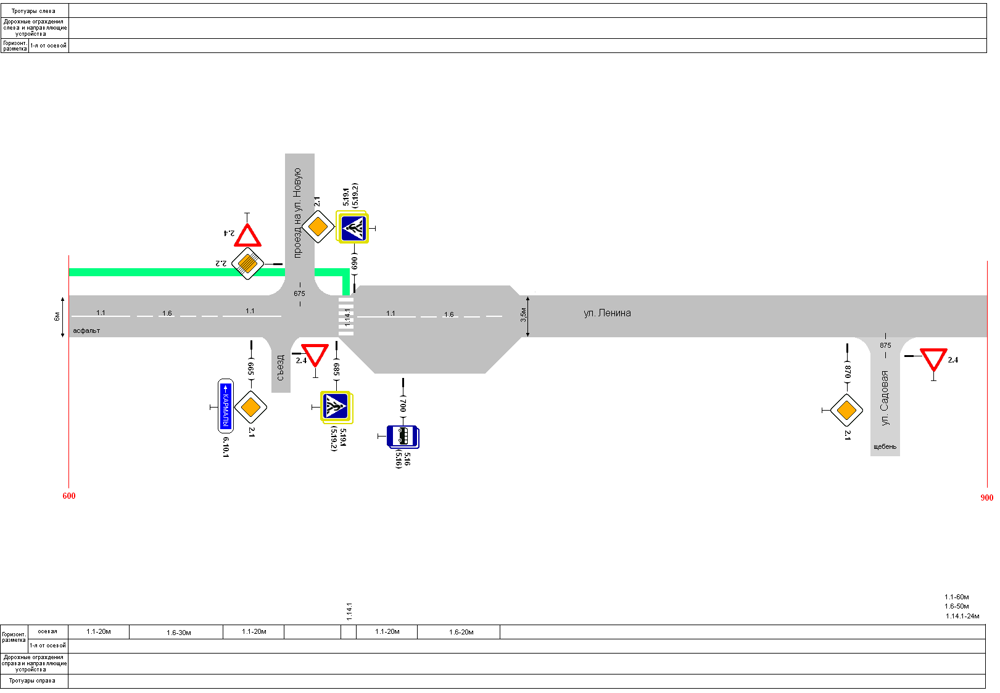 Тротуары слева
Дорожные ограждения
слева и направляющие
устройства
Горизонт.
разметка
1-я от осевой
проезд на ул. Новую
2.1
5.19.1
(5.19.2)
2.4
2.2
( 690 )
675
6м
1.1
1.6
1.1
1.14.1
1.1
1.6
3,5м
ул. Ленина
асфальт
съезд
2.4
( 665 )
( 685 )
( 700 )
( 870 )
875
2.4
ул. Садовая
щебень
КАРМАЛЫ
6.10.1
2.1
5.19.1
(5.19.2)
5.16
(5.16)
2.1
600
900
1.14.1
1.1-60м
1.6-50м
1.14.1-24м
Горизонт.
разметка
осевая
1.1-20м
1.6-30м
1.1-20м
1.1-20м
1.6-20м
1-я от осевой
Дорожные ограждения
справа и направляющие
устройства
Тротуары справа